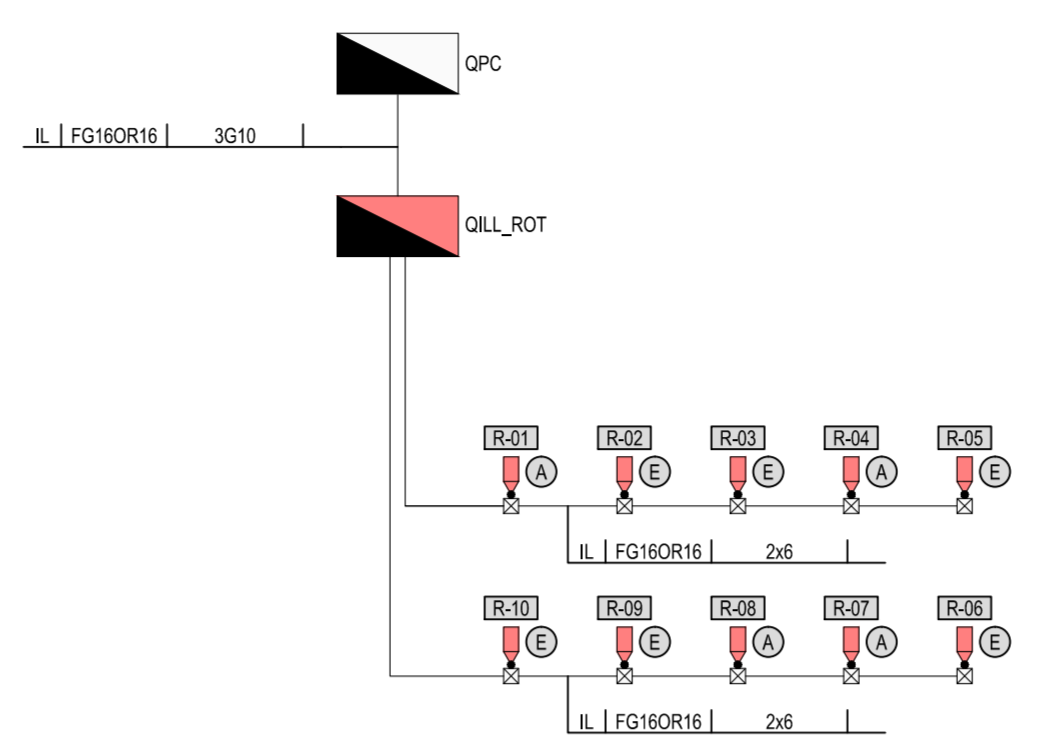 QPC
IL FG16OR16 3G10
QILL_ROT
R-01 R-02 R-03 R-04 R-05
A E E A E
IL FG16OR16 2x6
R-10 R-09 R-08 R-07 R-06
E E A A E
IL FG16OR16 2x6